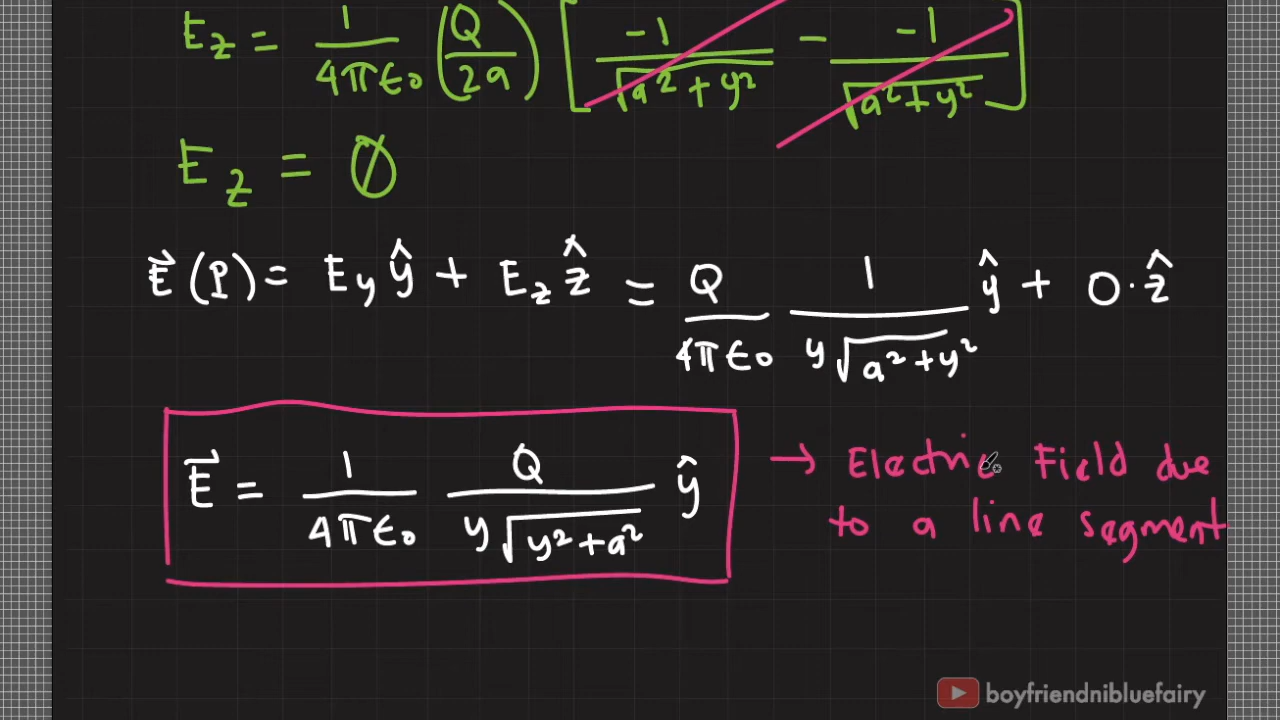 E_z = 1/(4πϵ₀) (Q/(2a)) [ -1/√(a² + y²) − -1/√(a² + y²) ]
E_z = 0
E⃗(P) = E_y ŷ + E_z ẑ = Q/(4πϵ₀) 1/(y√(a² + y²)) ŷ + 0·ẑ
E⃗ = 1/(4πϵ₀) Q/(y√(y² + a²)) ŷ
→ Electric Field due
to a line segment
boyfriendnibluefairy